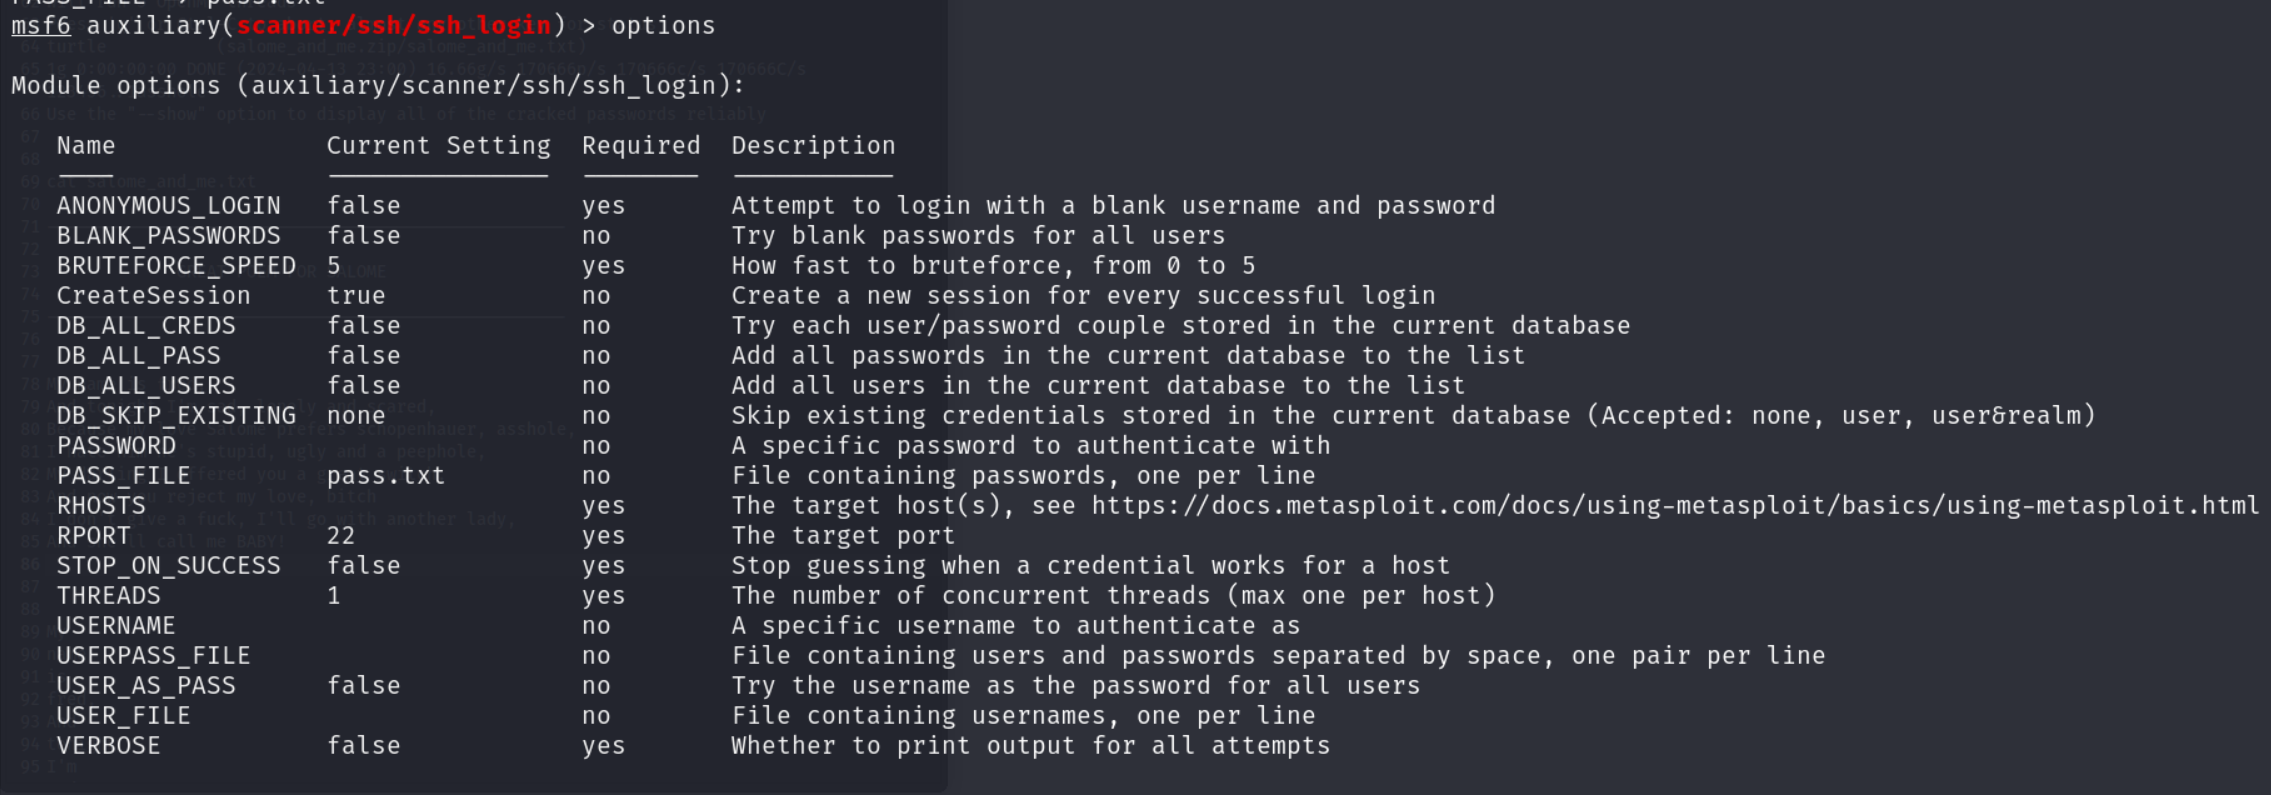 PASS_FILE => pass.txt
msf6 auxiliary(scanner/ssh/ssh_login) > options
Module options (auxiliary/scanner/ssh/ssh_login):
Name Current Setting Required Description
ANONYMOUS_LOGIN false yes Attempt to login with a blank username and password
BLANK_PASSWORDS false no Try blank passwords for all users
BRUTEFORCE_SPEED 5 yes How fast to bruteforce, from 0 to 5
CreateSession true no Create a new session for every successful login
DB_ALL_CREDS false no Try each user/password couple stored in the current database
DB_ALL_PASS false no Add all passwords in the current database to the list
DB_ALL_USERS false no Add all users in the current database to the list
DB_SKIP_EXISTING none no Skip existing credentials stored in the current database (Accepted: none, user, user&realm)
PASSWORD no A specific password to authenticate with
PASS_FILE pass.txt no File containing passwords, one per line
RHOSTS yes The target host(s), see https://docs.metasploit.com/docs/using-metasploit/basics/using-metasploit.html
RPORT 22 yes The target port
STOP_ON_SUCCESS false yes Stop guessing when a credential works for a host
THREADS 1 yes The number of concurrent threads (max one per host)
USERNAME no A specific username to authenticate as
USERPASS_FILE no File containing users and passwords separated by space, one pair per line
USER_AS_PASS false no Try the username as the password for all users
USER_FILE no File containing usernames, one per line
VERBOSE false yes Whether to print output for all attempts